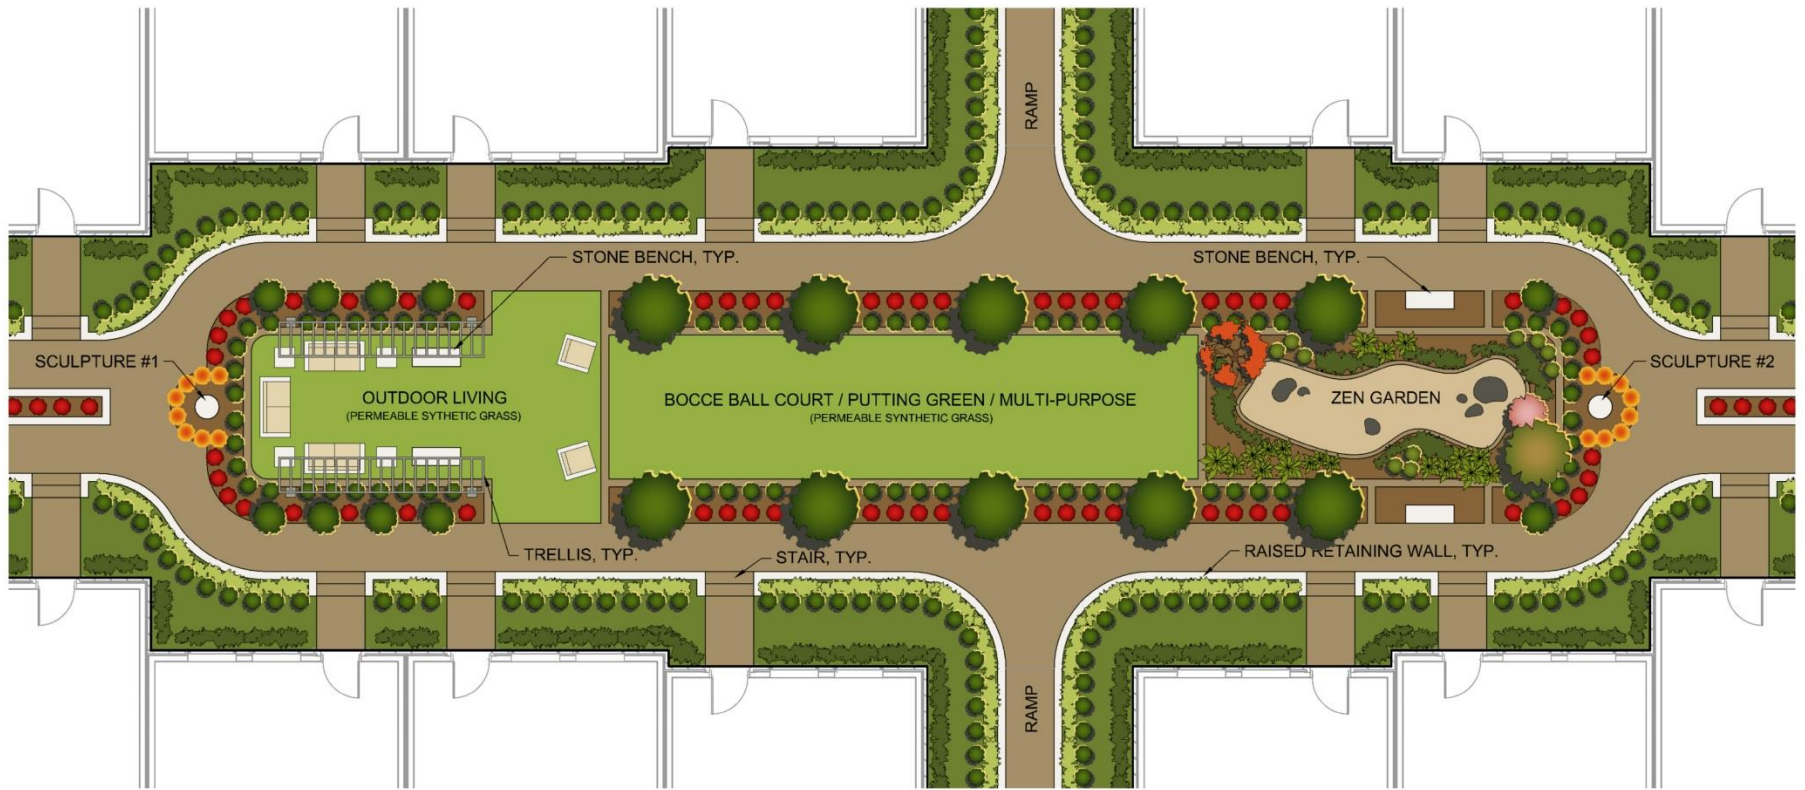 RAMP
STONE BENCH, TYP.
STONE BENCH, TYP.
SCULPTURE #1
SCULPTURE #2
OUTDOOR LIVING
(PERMEABLE SYTHETIC GRASS)
BOCCE BALL COURT / PUTTING GREEN / MULTI-PURPOSE
(PERMEABLE SYNTHETIC GRASS)
ZEN GARDEN
TRELLIS, TYP.
STAIR, TYP.
RAISED RETAINING WALL, TYP.
RAMP